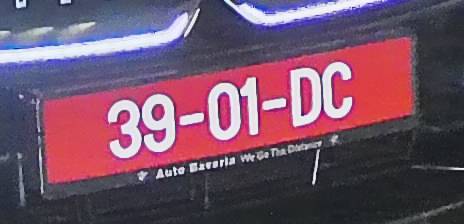 39-01-DC
Auto Bavaria We Go The Distance